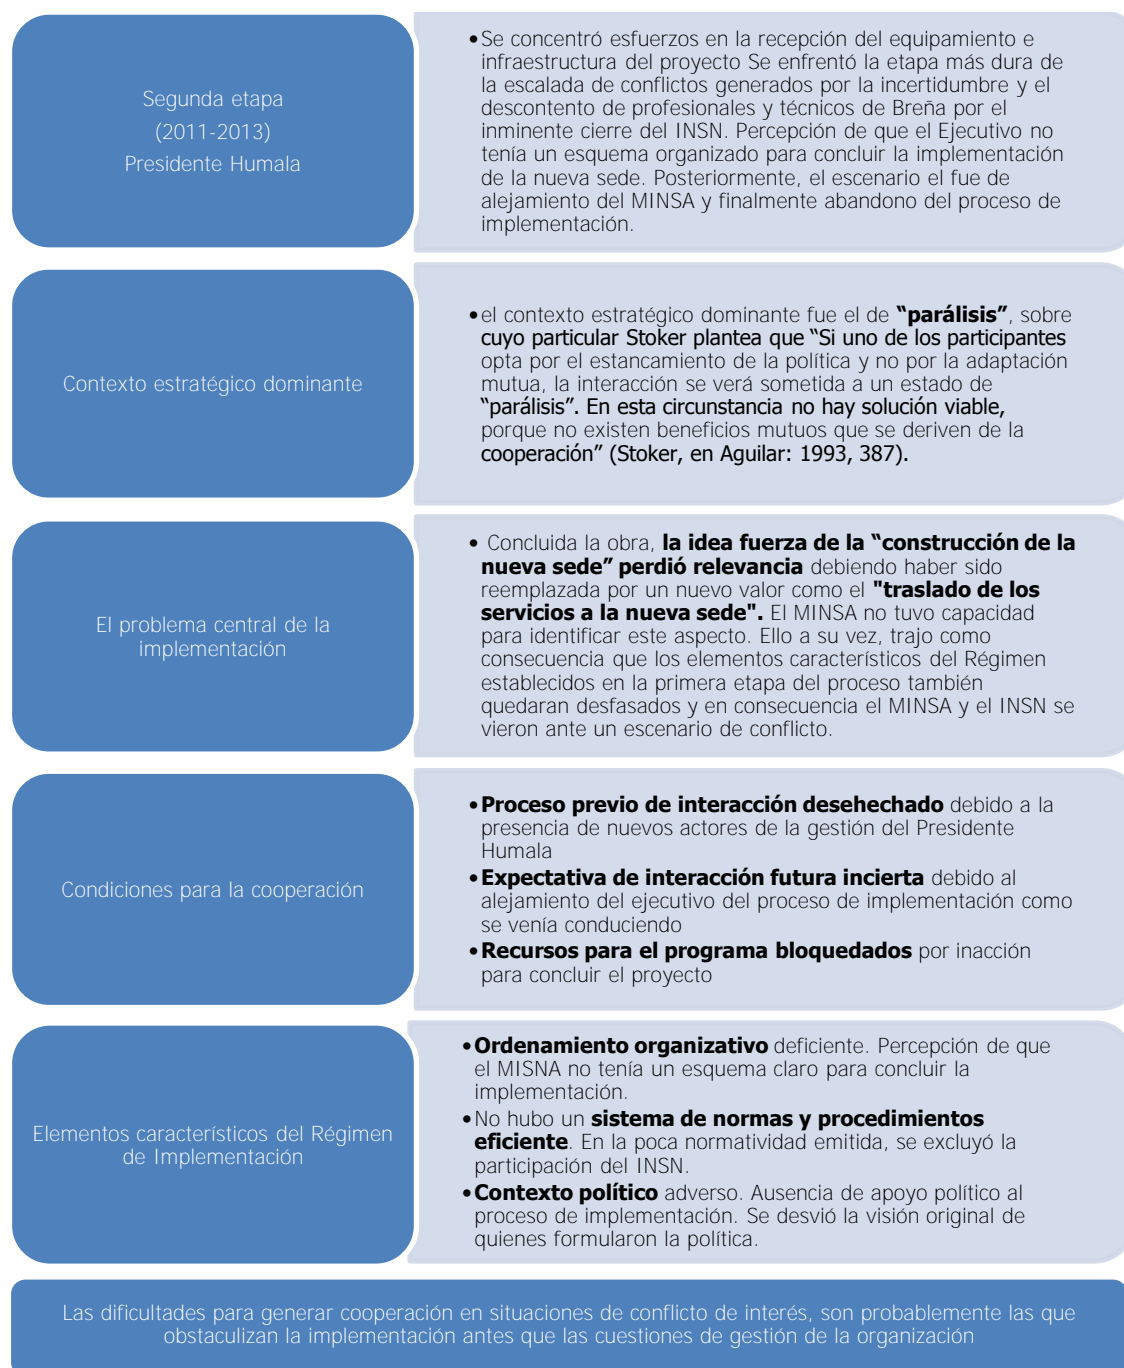 Segunda etapa
(2011-2013)
Presidente Humala
•Se concentró esfuerzos en la recepción del equipamiento e
infraestructura del proyecto Se enfrentó la etapa más dura de
la escalada de conflictos generados por la incertidumbre y el
descontento de profesionales y técnicos de Breña por el
inminente cierre del INSN. Percepción de que el Ejecutivo no
tenía un esquema organizado para concluir la implementación
de la nueva sede. Posteriormente, el escenario el fue de
alejamiento del MINSA y finalmente abandono del proceso de
implementación.
Contexto estratégico dominante
•el contexto estratégico dominante fue el de “parálisis”, sobre
cuyo particular Stoker plantea que “Si uno de los participantes
opta por el estancamiento de la política y no por la adaptación
mutua, la interacción se verá sometida a un estado de
“parálisis”. En esta circunstancia no hay solución viable,
porque no existen beneficios mutuos que se deriven de la
cooperación” (Stoker, en Aguilar: 1993, 387).
El problema central de la
implementación
• Concluida la obra, la idea fuerza de la “construcción de la
nueva sede” perdió relevancia debiendo haber sido
reemplazada por un nuevo valor como el "traslado de los
servicios a la nueva sede". El MINSA no tuvo capacidad
para identificar este aspecto. Ello a su vez, trajo como
consecuencia que los elementos característicos del Régimen
establecidos en la primera etapa del proceso también
quedaran desfasados y en consecuencia el MINSA y el INSN se
vieron ante un escenario de conflicto.
Condiciones para la cooperación
•Proceso previo de interacción desehechado debido a la
presencia de nuevos actores de la gestión del Presidente
Humala
•Expectativa de interacción futura incierta debido al
alejamiento del ejecutivo del proceso de implementación como
se venía conduciendo
•Recursos para el programa bloquedados por inacción
para concluir el proyecto
Elementos característicos del Régimen
de Implementación
•Ordenamiento organizativo deficiente. Percepción de que
el MISNA no tenía un esquema claro para concluir la
implementación.
•No hubo un sistema de normas y procedimientos
eficiente. En la poca normatividad emitida, se excluyó la
participación del INSN.
•Contexto político adverso. Ausencia de apoyo político al
proceso de implementación. Se desvió la visión original de
quienes formularon la política.
Las dificultades para generar cooperación en situaciones de conflicto de interés, son probablemente las que
obstaculizan la implementación antes que las cuestiones de gestión de la organización